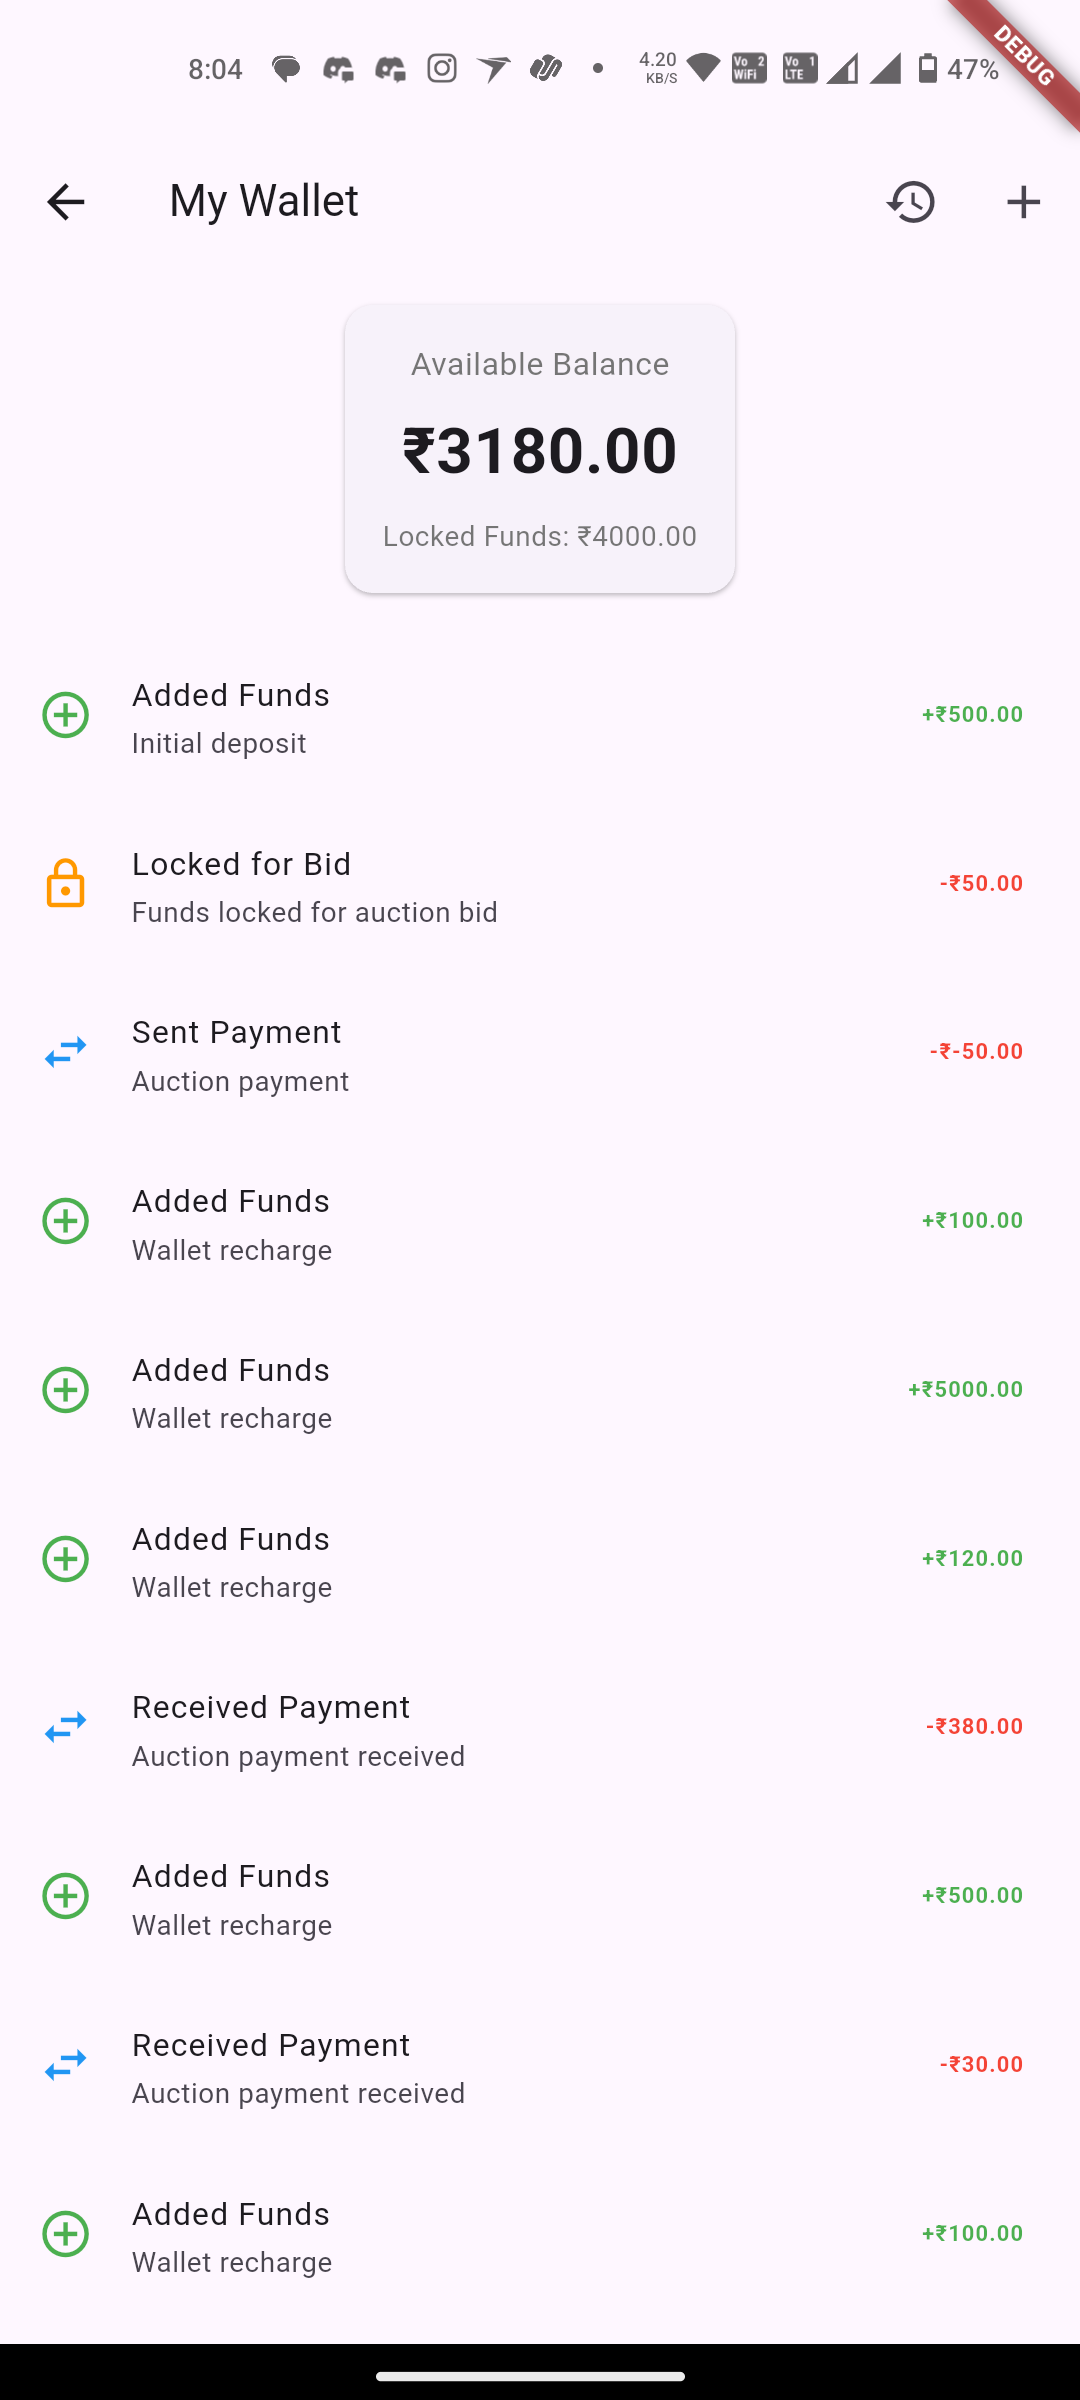 8:04
4.20
KB/S
Vo 2
WiFi
Vo 1
LTE
47%
DEBUG
My Wallet
Available Balance
₹3180.00
Locked Funds: ₹4000.00
Added Funds
Initial deposit
+₹500.00
Locked for Bid
Funds locked for auction bid
-₹50.00
Sent Payment
Auction payment
-₹-50.00
Added Funds
Wallet recharge
+₹100.00
Added Funds
Wallet recharge
+₹5000.00
Added Funds
Wallet recharge
+₹120.00
Received Payment
Auction payment received
-₹380.00
Added Funds
Wallet recharge
+₹500.00
Received Payment
Auction payment received
-₹30.00
Added Funds
Wallet recharge
+₹100.00